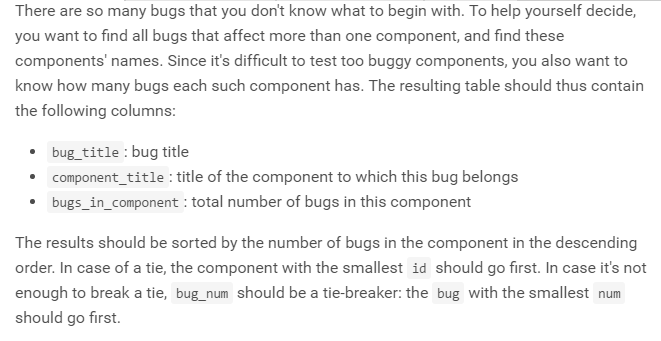 There are so many bugs that you don't know what to begin with. To help yourself decide,
you want to find all bugs that affect more than one component, and find these
components' names. Since it's difficult to test too buggy components, you also want to
know how many bugs each such component has. The resulting table should thus contain
the following columns:
• bug_title : bug title
• component_title : title of the component to which this bug belongs
• bugs_in_component : total number of bugs in this component
The results should be sorted by the number of bugs in the component in the descending
order. In case of a tie, the component with the smallest id should go first. In case it's not
enough to break a tie, bug_num should be a tie-breaker: the bug with the smallest num
should go first.